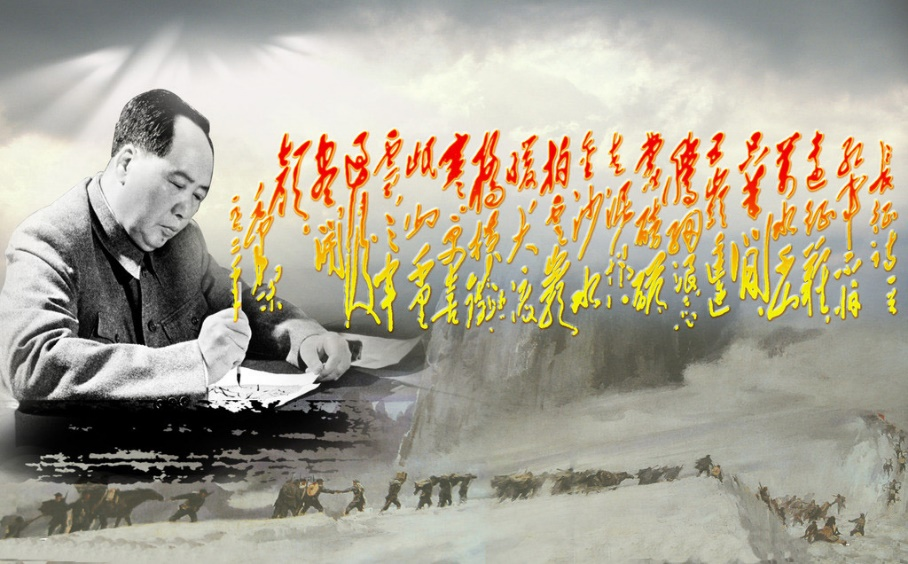 长征诗一首
红军不怕
远征难
万水千山
只等闲
五岭逶迤
腾细浪
乌蒙磅礴
走泥丸
金沙水
拍云崖
暖大渡
桥横铁索
寒更喜
岷山千里
雪三军
过后
尽开
颜
毛泽东